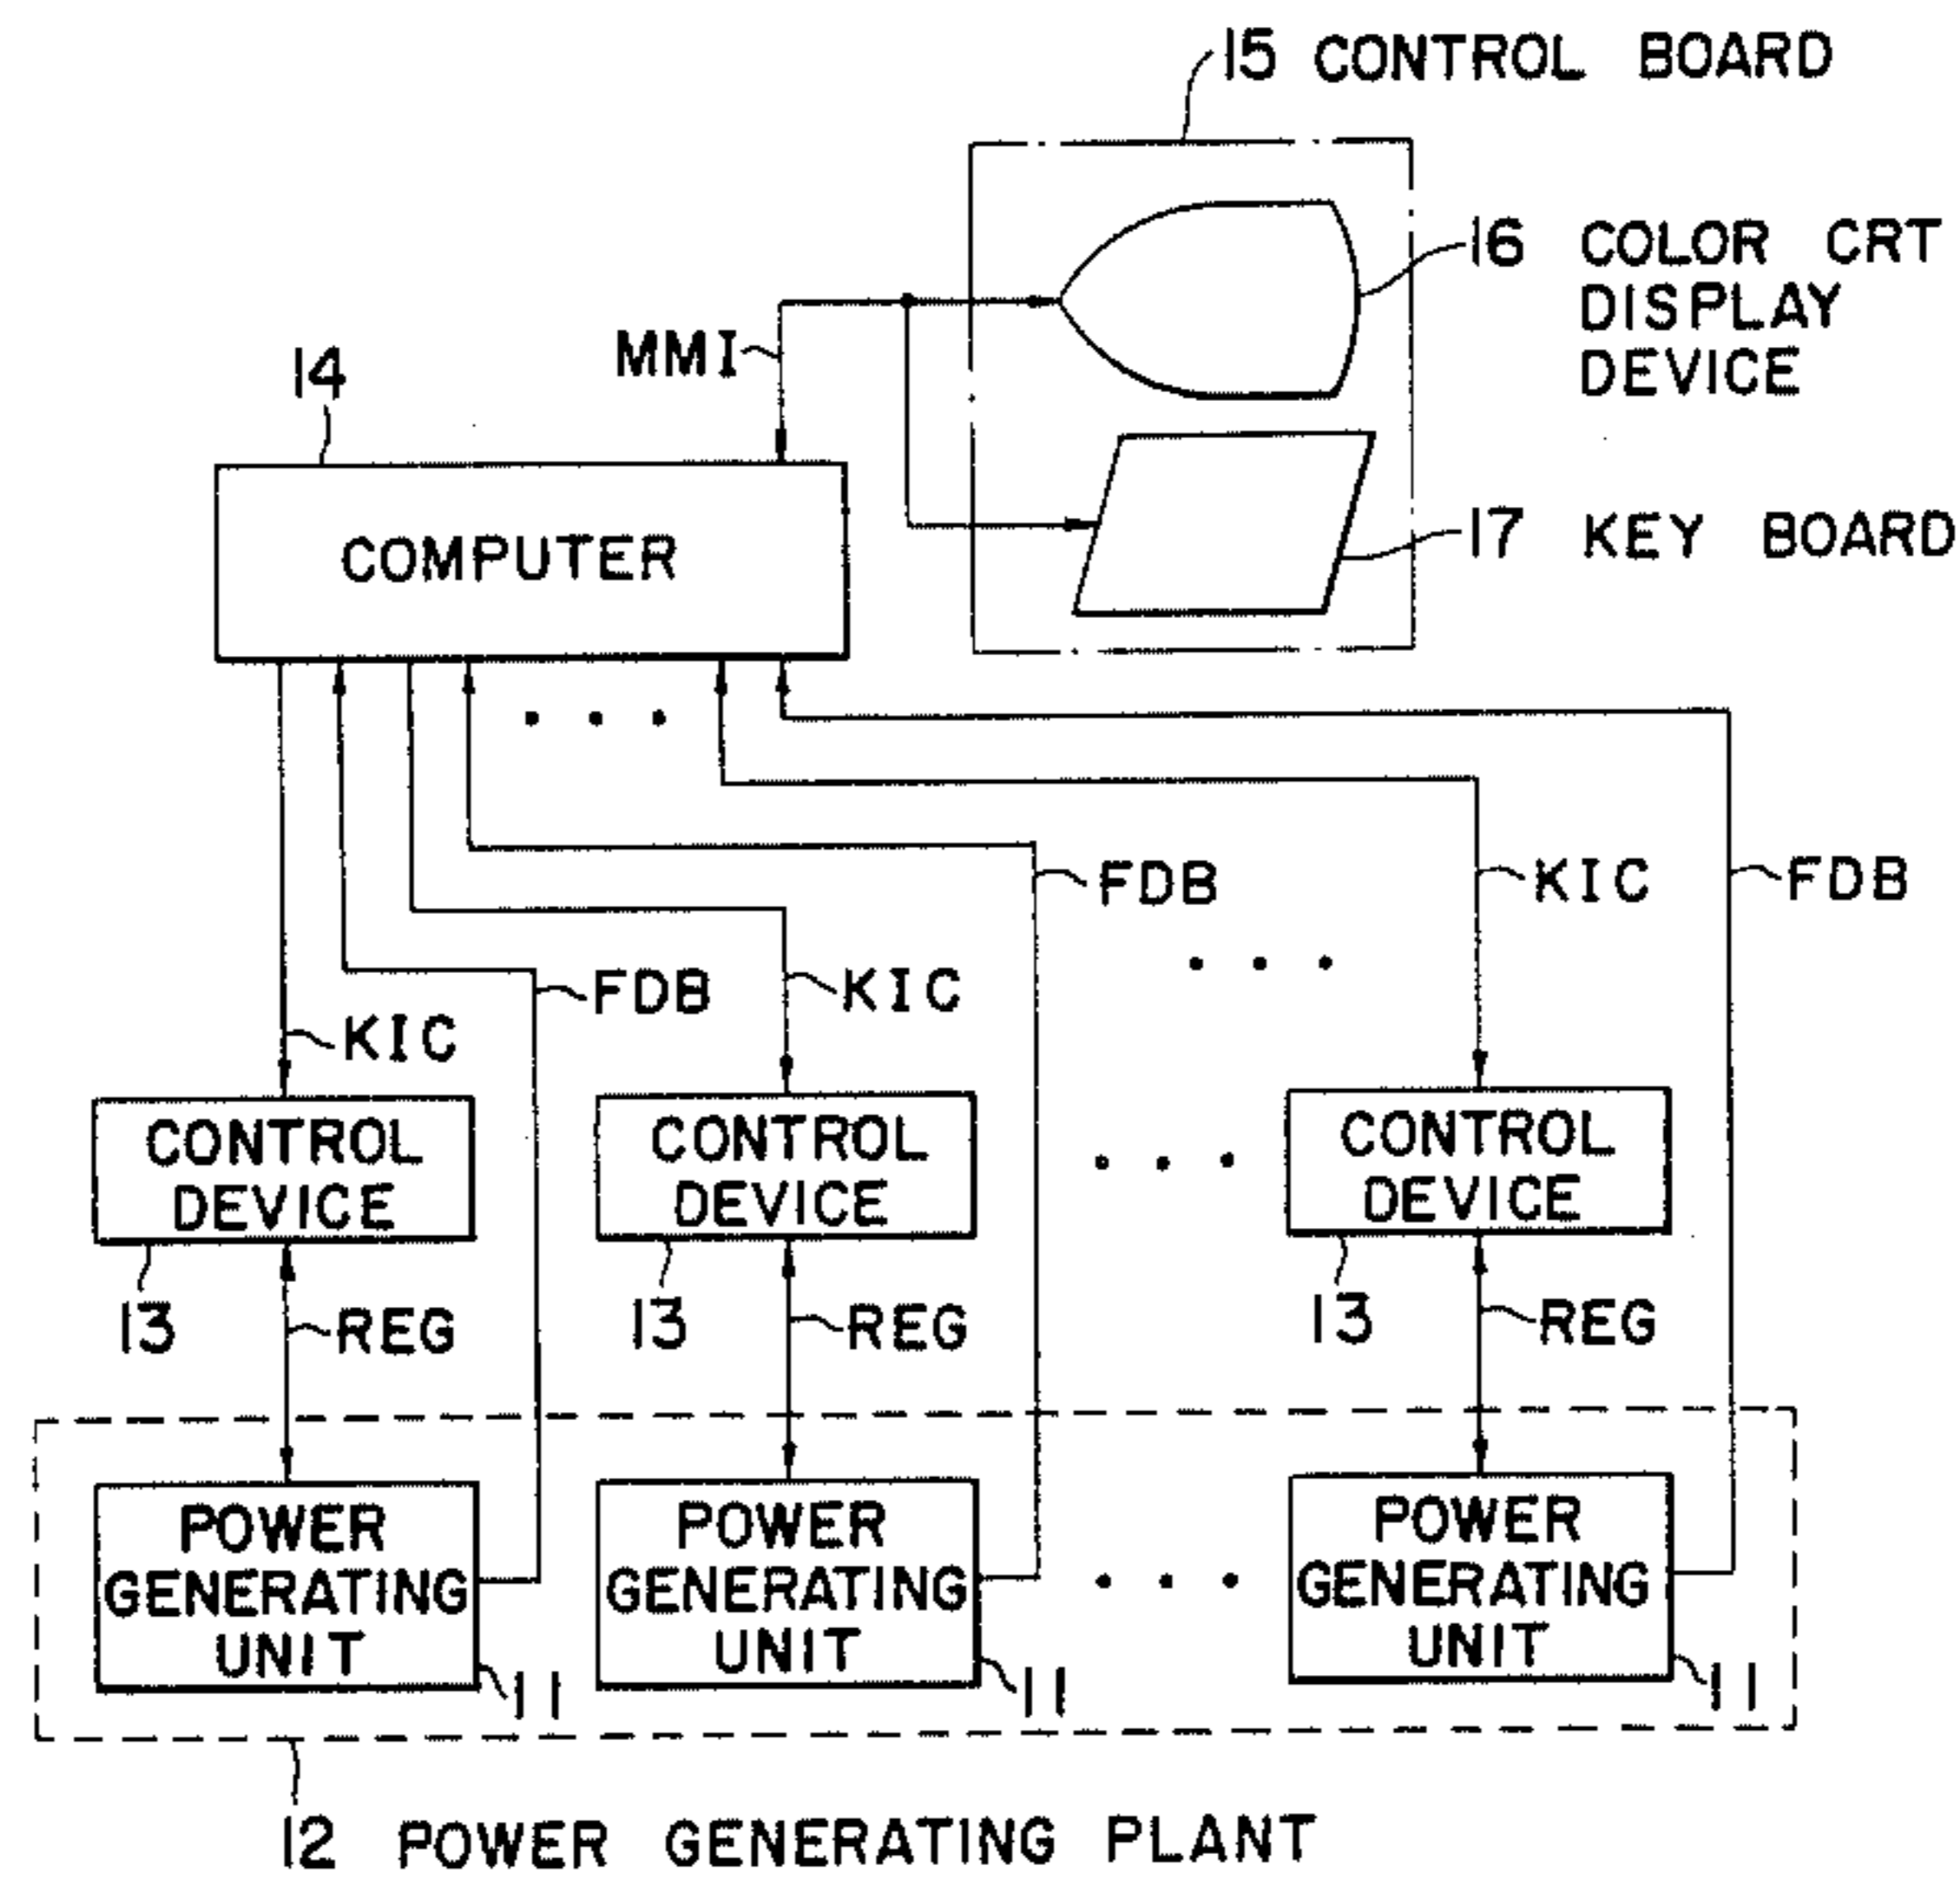 15 CONTROL BOARD
16 COLOR CRT
DISPLAY
DEVICE
MMI
14
COMPUTER
17 KEY BOARD
FDB
KIC
FDB
FDB
KIC
KIC
CONTROL
DEVICE
CONTROL
DEVICE
CONTROL
DEVICE
13
REG
13
REG
13
REG
POWER
GENERATING
UNIT
POWER
GENERATING
UNIT
POWER
GENERATING
UNIT
11
11
11
12 POWER GENERATING PLANT